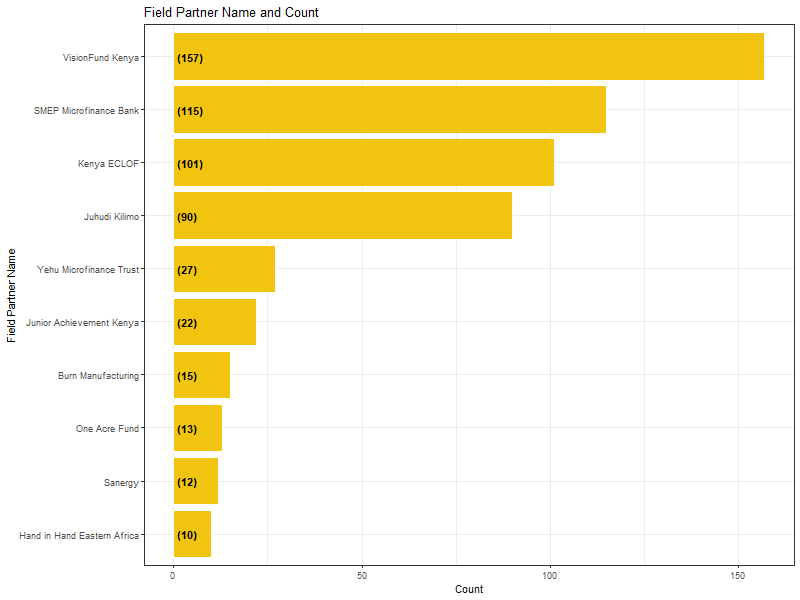 Field Partner Name and Count
Field Partner Name
VisionFund Kenya (157)
SMEP Microfinance Bank (115)
Kenya ECLOF (101)
Juhudi Kilimo (90)
Yehu Microfinance Trust (27)
Junior Achievement Kenya (22)
Burn Manufacturing (15)
One Acre Fund (13)
Sanergy (12)
Hand in Hand Eastern Africa (10)
0 50 100 150
Count